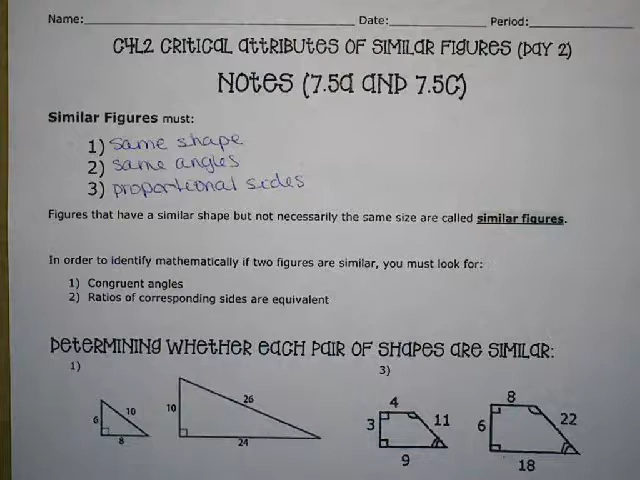 Name:____________ Date:____________ Period:____________
C4L2 CRITICAL ATTRIBUTES OF SIMILAR FIGURES (DAY 2)
NOTES (7.5A AND 7.5C)
Similar Figures must:
1) same shape
2) same angles
3) proportional sides
Figures that have a similar shape but not necessarily the same size are called similar figures.
In order to identify mathematically if two figures are similar, you must look for:
1) Congruent angles
2) Ratios of corresponding sides are equivalent
DETERMINING WHETHER EACH PAIR OF SHAPES ARE SIMILAR:
1)
6 10 8
10 26 24
3)
4 3 11 9
8 6 22 18